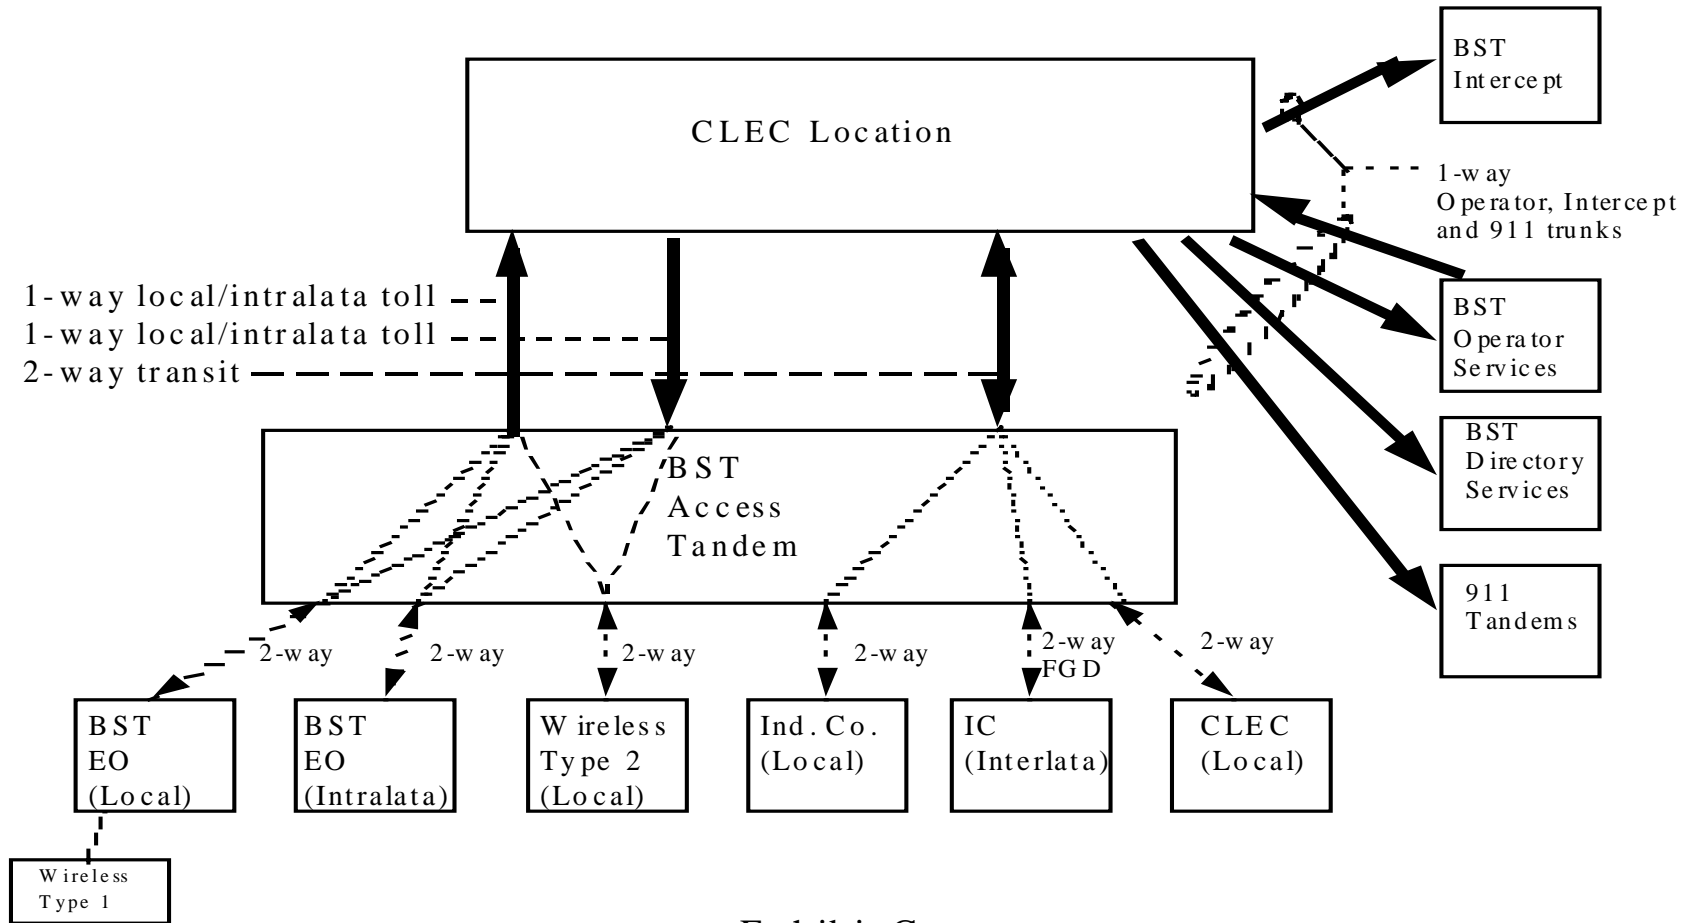 BST
Intercept
CLEC Location
1-way
Operator, Intercept
and 911 trunks
1-way local/intralata toll
1-way local/intralata toll
2-way transit
BST
Operator
Services
BST
Directory
Services
BST
Access
Tandem
911
Tandems
2-way
2-way
2-way
2-way
2-way
FGD
2-way
BST
EO
(Local)
BST
EO
(Intralata)
Wireless
Type 2
(Local)
Ind. Co.
(Local)
IC
(Interlata)
CLEC
(Local)
Wireless
Type 1